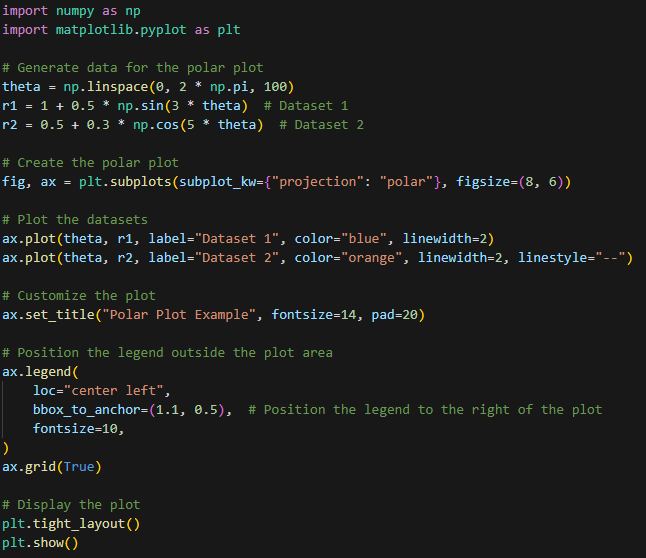 import numpy as np
import matplotlib.pyplot as plt

# Generate data for the polar plot
theta = np.linspace(0, 2 * np.pi, 100)
r1 = 1 + 0.5 * np.sin(3 * theta)  # Dataset 1
r2 = 0.5 + 0.3 * np.cos(5 * theta)  # Dataset 2

# Create the polar plot
fig, ax = plt.subplots(subplot_kw={"projection": "polar"}, figsize=(8, 6))

# Plot the datasets
ax.plot(theta, r1, label="Dataset 1", color="blue", linewidth=2)
ax.plot(theta, r2, label="Dataset 2", color="orange", linewidth=2, linestyle="--")

# Customize the plot
ax.set_title("Polar Plot Example", fontsize=14, pad=20)

# Position the legend outside the plot area
ax.legend(
    loc="center left",
    bbox_to_anchor=(1.1, 0.5),  # Position the legend to the right of the plot
    fontsize=10,
)
ax.grid(True)

# Display the plot
plt.tight_layout()
plt.show()